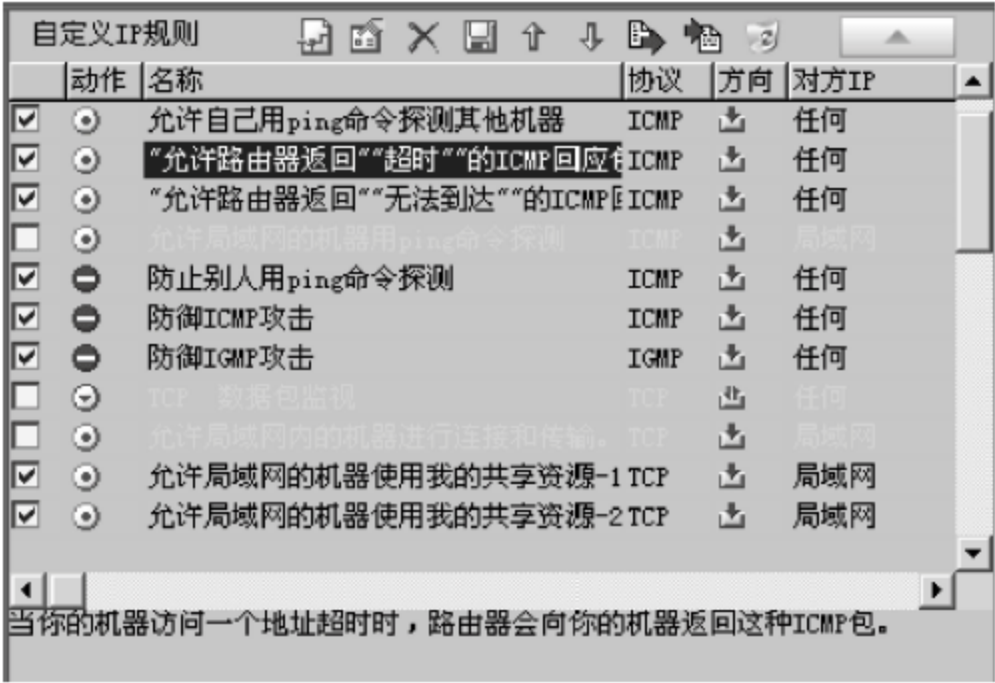 自定义IP规则
动作 名称 协议 方向 对方IP
允许自己用ping命令探测其他机器 ICMP 任何
“允许路由器返回““超时““的ICMP回应包 ICMP 任何
“允许路由器返回““无法到达““的ICMP回 ICMP 任何
允许局域网的机器用ping命令探测 ICMP 局域网
防止别人用ping命令探测 ICMP 任何
防御ICMP攻击 ICMP 任何
防御IGMP攻击 IGMP 任何
TCP 数据包监视 TCP 任何
允许局域网内的机器进行连接和传输。 TCP 局域网
允许局域网的机器使用我的共享资源-1 TCP 局域网
允许局域网的机器使用我的共享资源-2 TCP 局域网
当你的机器访问一个地址超时时，路由器会向你的机器返回这种ICMP包。